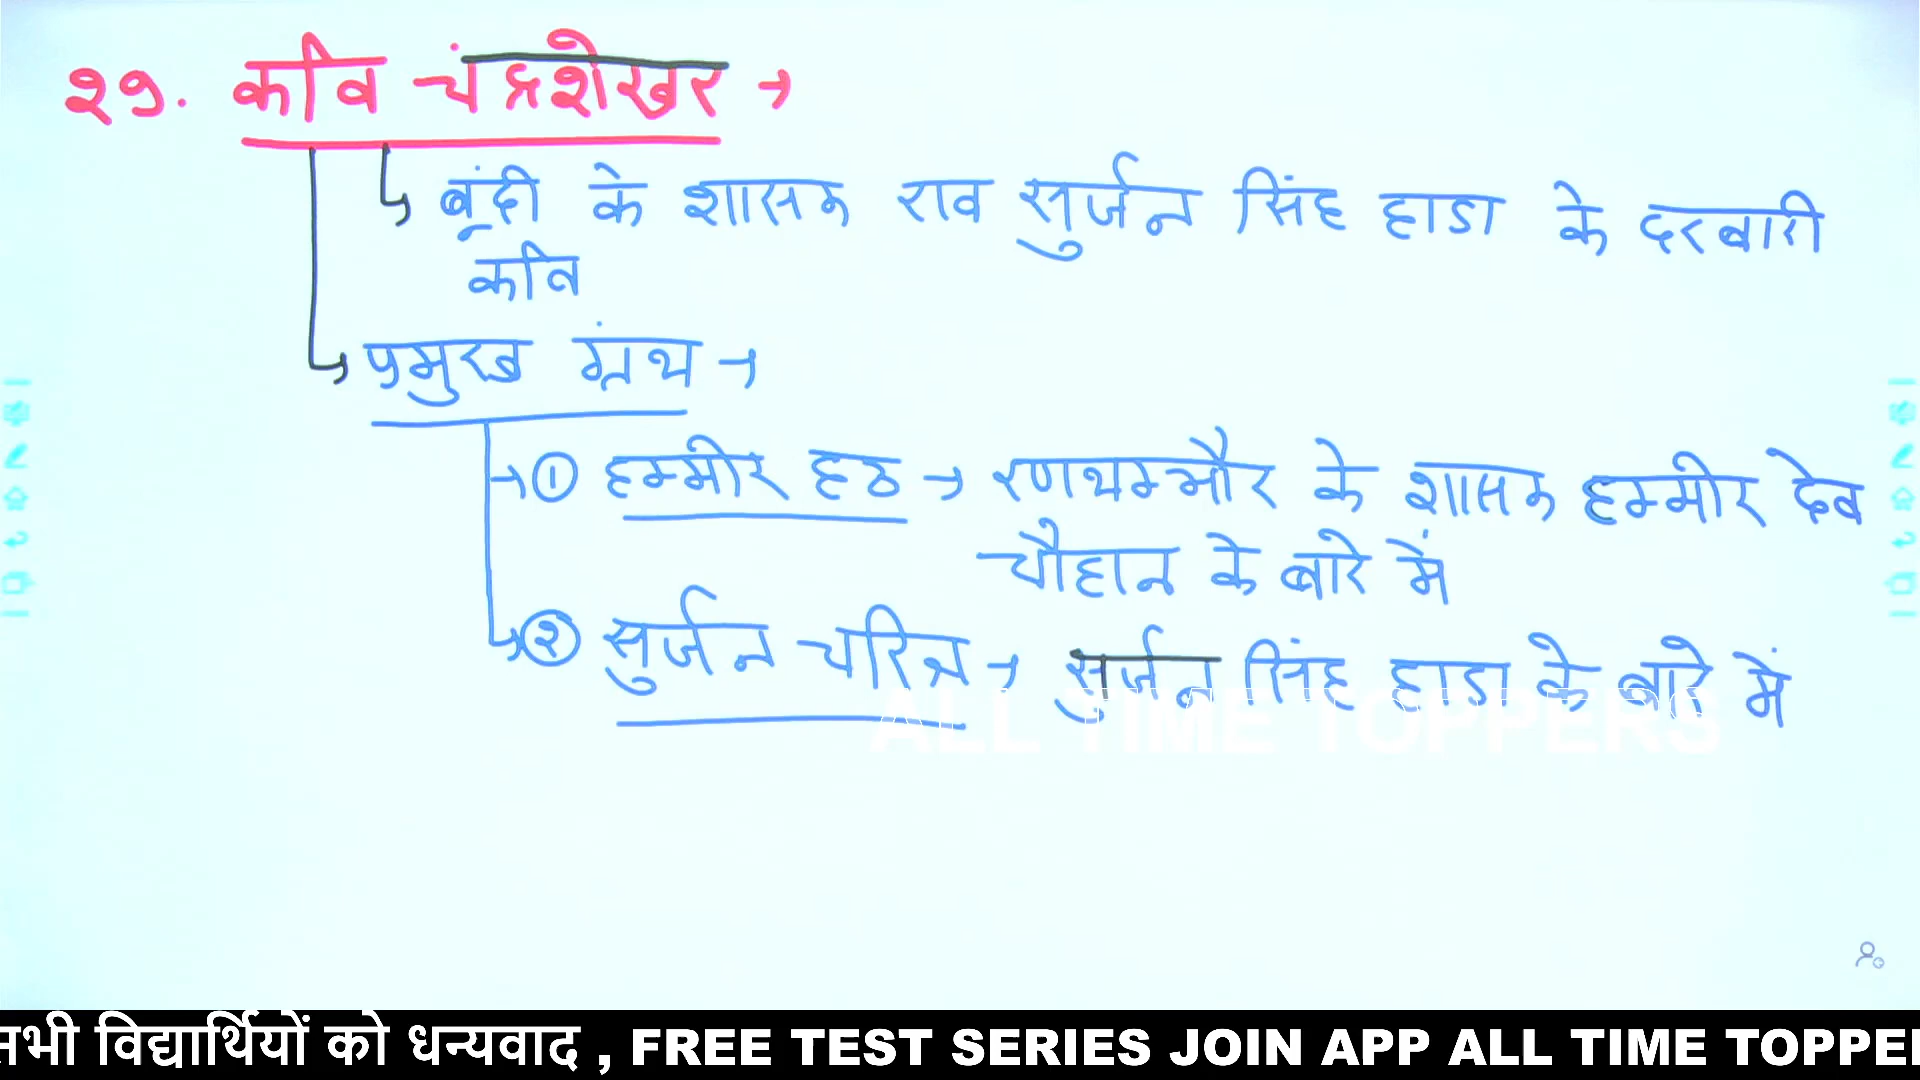 २९. कवि चंद्रशेखर →
बूंदी के शासक राव सुर्जन सिंह हाडा के दरबारी
कवि
प्रमुख ग्रंथ →
→ ① हम्मीर हठ → रणथम्भौर के शासक हम्मीर देव
चौहान के बारे में
② सुर्जन चरित्र → सुर्जन सिंह हाडा के बारे में
ALL TIME TOPPERS
सभी विद्यार्थियों को धन्यवाद , FREE TEST SERIES JOIN APP ALL TIME TOPPE